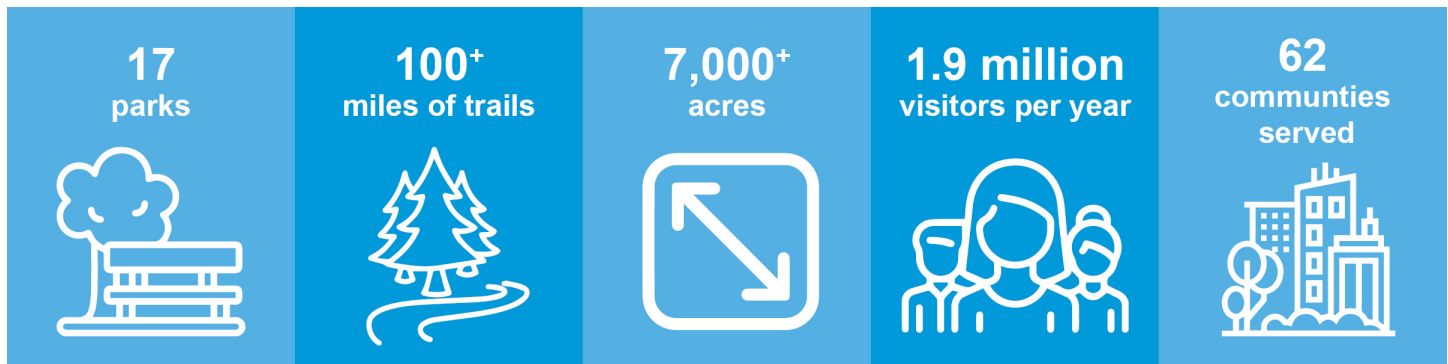 17
parks
100+
miles of trails
7,000+
acres
1.9 million
visitors per year
62
communties
served